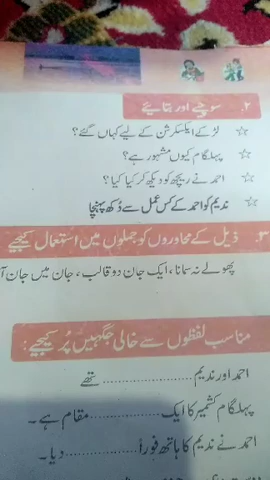 ۲۔ سوچیے اور بتائیے
☆ لڑکے ایکسکرشن کے لیے کہاں گئے؟
☆ پہلگام کیوں مشہور ہے؟
☆ احمد نے ریچھ کو دیکھ کر کیا کیا؟
☆ ندیم کو احمد کے کس عمل سے دُکھ پہنچا
۳۔ ذیل کے محاوروں کو جملوں میں استعمال کیجیے
پھولے نہ سمانا، ایک جان دو قالب، جان میں جان آ
مناسب لفظوں سے خالی جگہیں پُر کیجیے:
احمد اور ندیم .................... تھے
پہلگام کشمیر کا ایک ............... مقام ہے۔
احمد نے ندیم کا ہاتھ فوراً ............ دیا۔